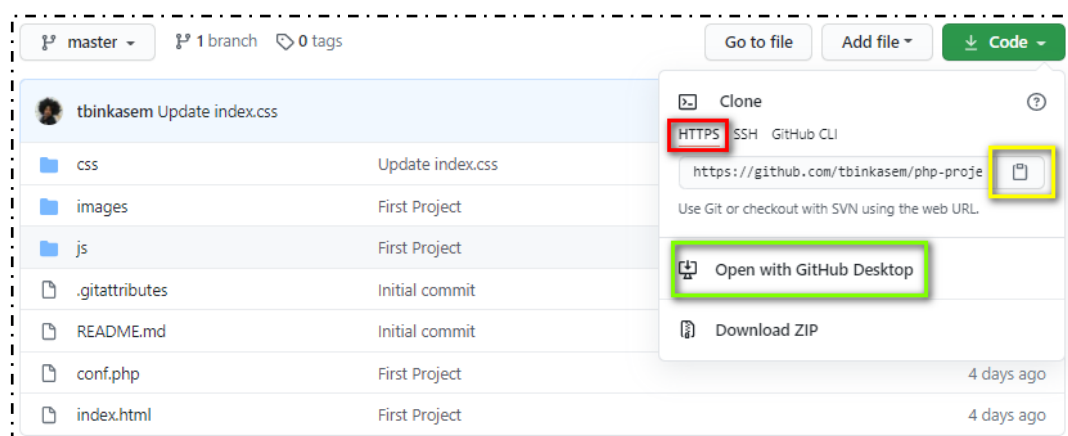 master 1 branch 0 tags Go to file Add file Code
tbinkasem Update index.css
Clone
HTTPS SSH GitHub CLI
https://github.com/tbinkasem/php-proje
Use Git or checkout with SVN using the web URL.
Open with GitHub Desktop
Download ZIP
css Update index.css
images First Project
js First Project
.gitattributes Initial commit
README.md Initial commit
conf.php First Project 4 days ago
index.html First Project 4 days ago